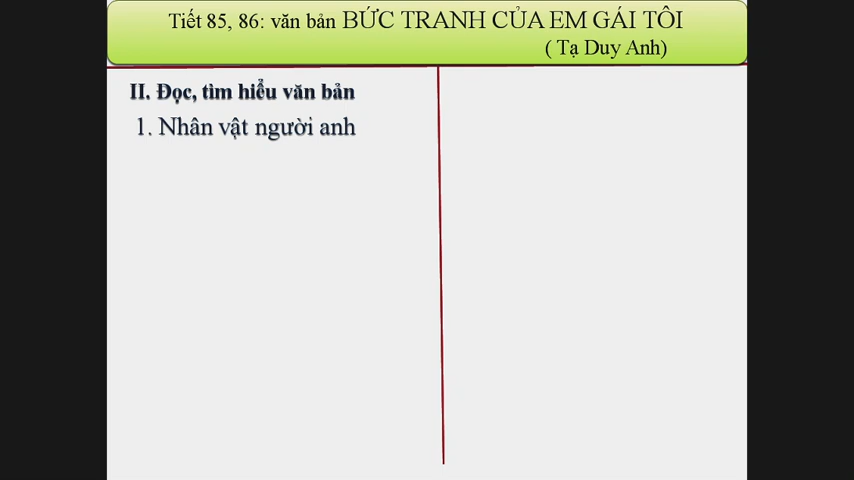 Tiết 85, 86: văn bản BỨC TRANH CỦA EM GÁI TÔI
( Tạ Duy Anh)
II. Đọc, tìm hiểu văn bản
1. Nhân vật người anh